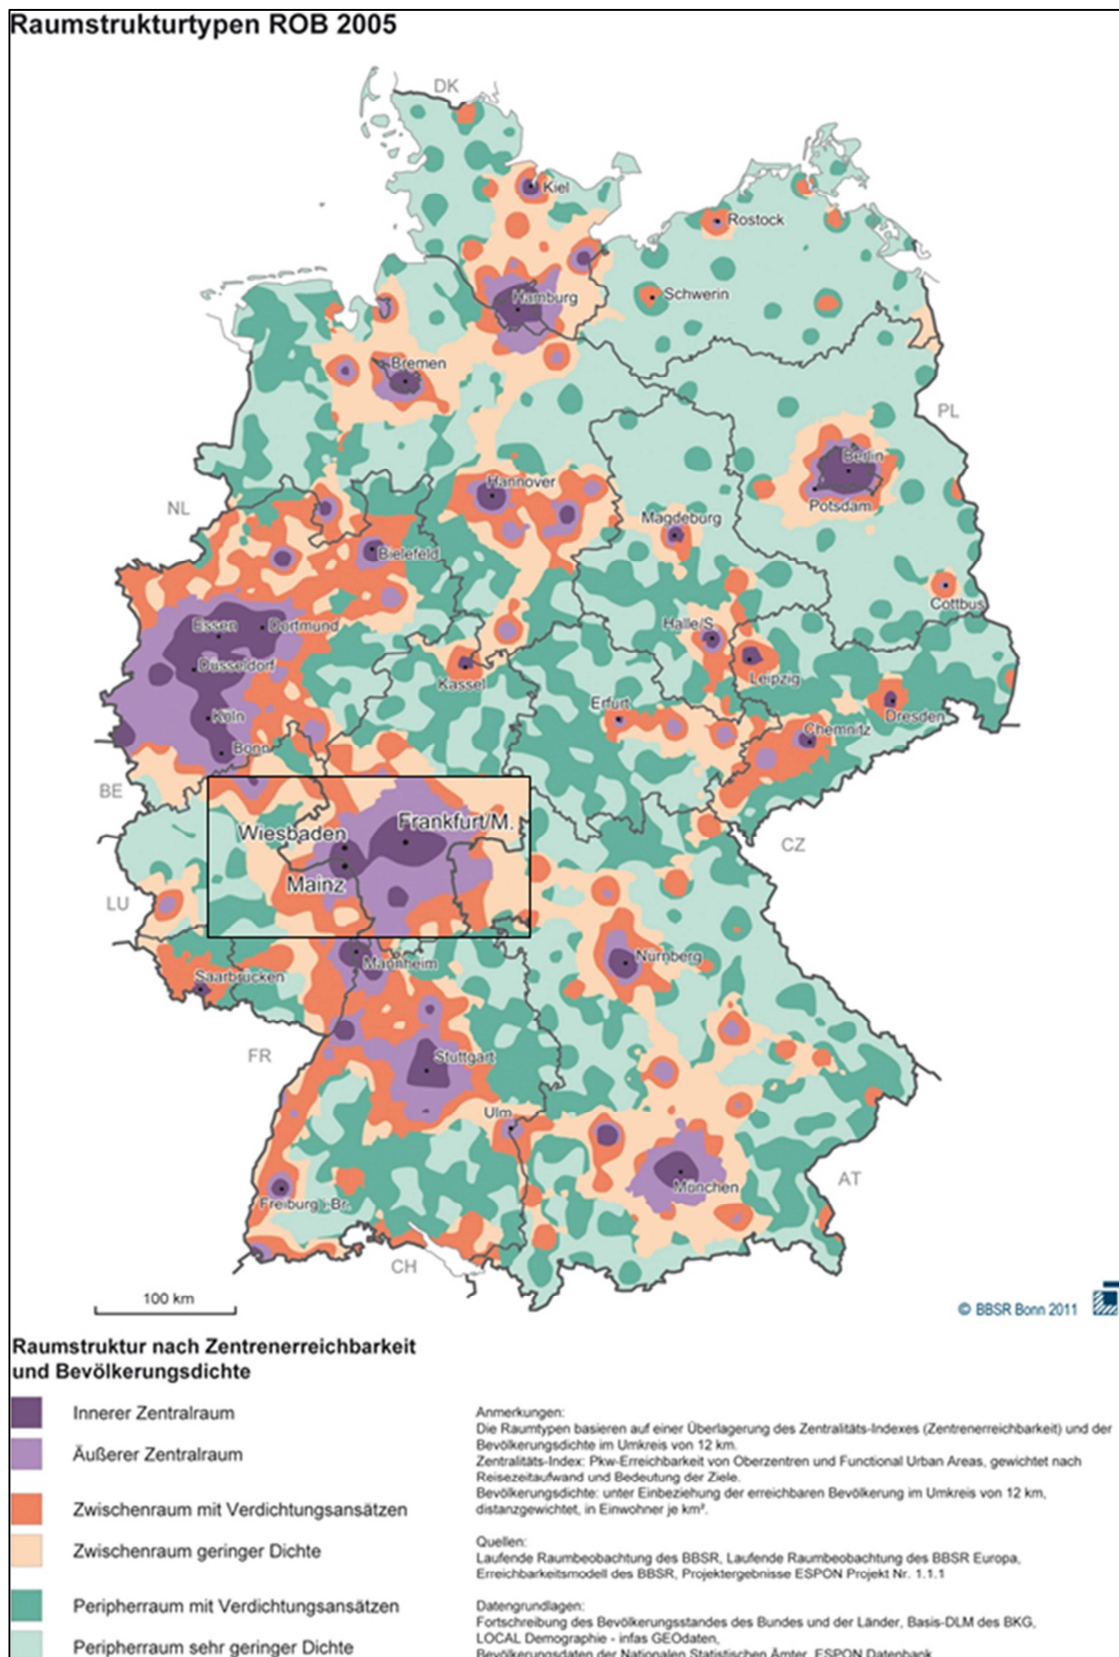 Raumstrukturtypen ROB 2005
DK
Kiel
Rostock
Schwerin
Hamburg
Bremen
PL
Berlin
Potsdam
NL
Hannover
Magdeburg
Bielefeld
Cottbus
Essen
Dortmund
Halle/S.
Düsseldorf
Kassel
Leipzig
Erfurt
Köln
Dresden
Chemnitz
Bonn
BE
Wiesbaden
Frankfurt/M.
CZ
Mainz
LU
Nürnberg
Mannheim
Saarbrücken
FR
Stuttgart
Ulm
AT
München
Freiburg i.Br.
CH
100 km
© BBSR Bonn 2011
Raumstruktur nach Zentrenerreichbarkeit
und Bevölkerungsdichte
Innerer Zentralraum
Äußerer Zentralraum
Zwischenraum mit Verdichtungsansätzen
Zwischenraum geringer Dichte
Peripherraum mit Verdichtungsansätzen
Peripherraum sehr geringer Dichte
Anmerkungen:
Die Raumtypen basieren auf einer Überlagerung des Zentralitäts-Indexes (Zentrenerreichbarkeit) und der
Bevölkerungsdichte im Umkreis von 12 km.
Zentralitäts-Index: Pkw-Erreichbarkeit von Oberzentren und Functional Urban Areas, gewichtet nach
Reisezeitaufwand und Bedeutung der Ziele.
Bevölkerungsdichte: unter Einbeziehung der erreichbaren Bevölkerung im Umkreis von 12 km,
distanzgewichtet, in Einwohner je km².
Quellen:
Laufende Raumbeobachtung des BBSR, Laufende Raumbeobachtung des BBSR Europa,
Erreichbarkeitsmodell des BBSR, Projektergebnisse ESPON Projekt Nr. 1.1.1
Datengrundlagen:
Fortschreibung des Bevölkerungsstandes des Bundes und der Länder, Basis-DLM des BKG,
LOCAL Demographie - infas GEOdaten,
Bevölkerungsdaten der Nationalen Statistischen Ämter, ESPON Datenbank